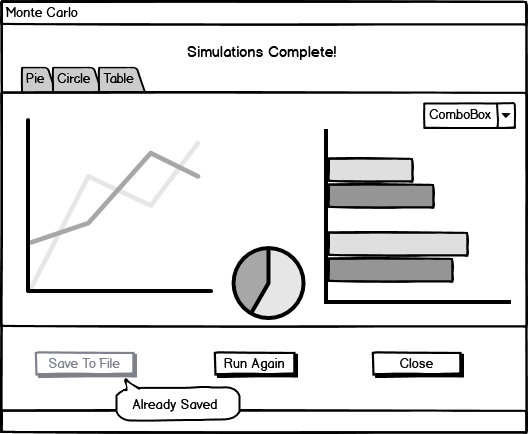 Monte Carlo
Simulations Complete!
Pie Circle Table
ComboBox
Save To File Run Again Close
Already Saved